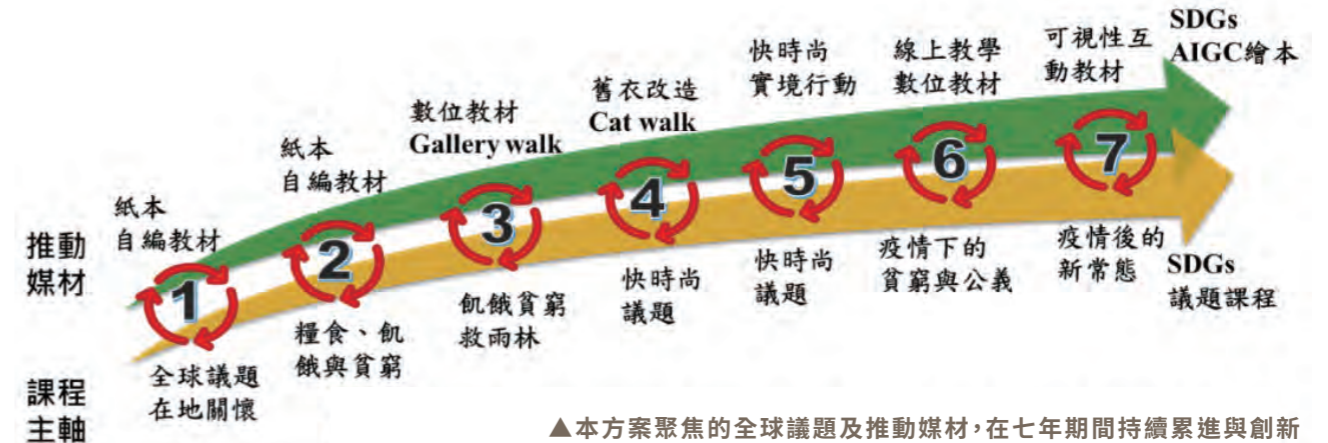 推動
媒材
紙本
自編教材
紙本
自編教材
數位教材
Gallery walk
舊衣改造
Cat walk
快時尚
實境行動
線上教學
數位教材
可視性互
動教材
SDGs
AIGC繪本
1
2
3
4
5
6
7
課程
主軸
全球議題
在地關懷
糧食、飢
餓與貧窮
飢餓貧窮
救雨林
快時尚
議題
快時尚
議題
疫情下的
貧窮與公義
疫情後的
新常態
SDGs
議題課程
▲本方案聚焦的全球議題及推動媒材,在七年期間持續累進與創新